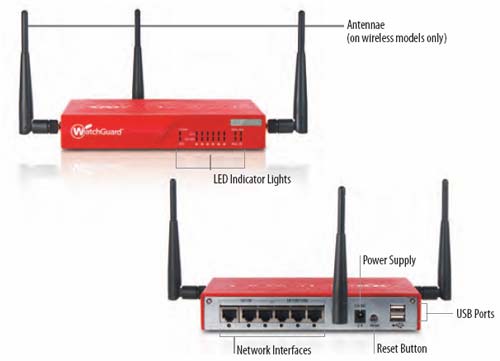 Antennae
(on wireless models only)
WatchGuard
LED Indicator Lights
Power Supply
USB Ports
Network Interfaces
Reset Button